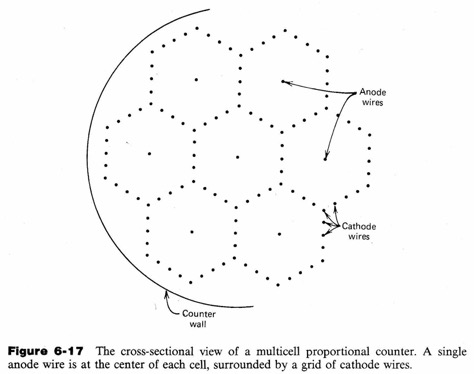 Anode
wires
Cathode
wires
Counter
wall
Figure 6-17 The cross-sectional view of a multicell proportional counter. A single
anode wire is at the center of each cell, surrounded by a grid of cathode wires.